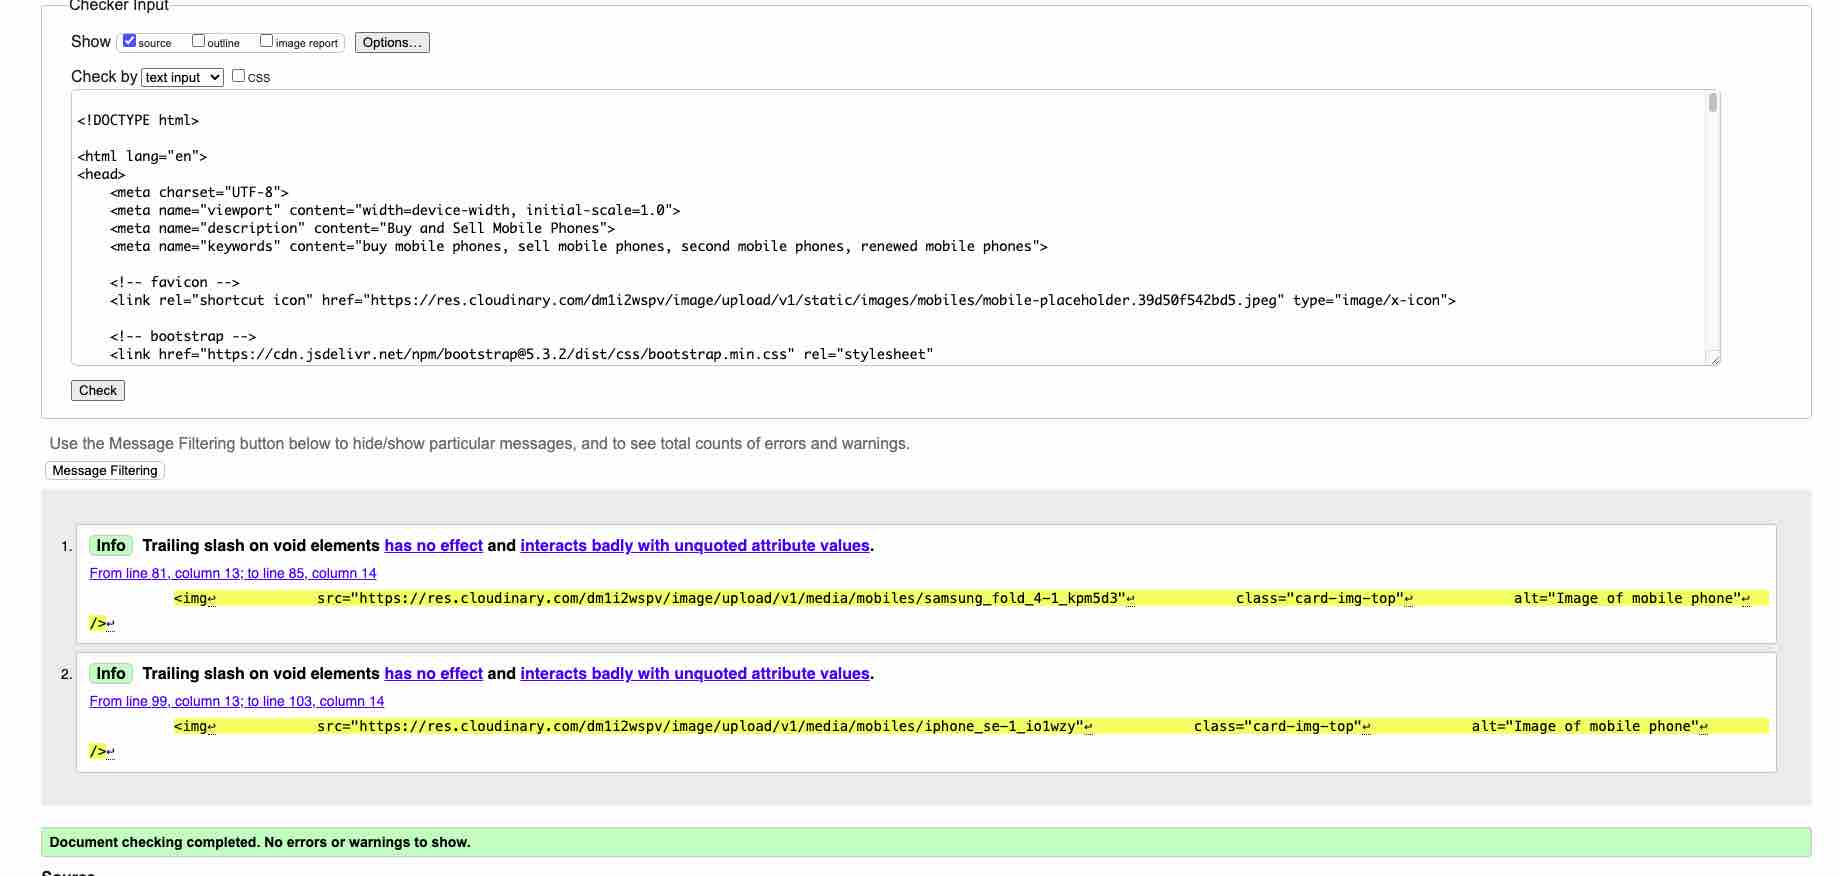 Checker Input
Show source outline image report Options...
Check by text input css
<!DOCTYPE html>
<html lang="en">
<head>
<meta charset="UTF-8">
<meta name="viewport" content="width=device-width, initial-scale=1.0">
<meta name="description" content="Buy and Sell Mobile Phones">
<meta name="keywords" content="buy mobile phones, sell mobile phones, second mobile phones, renewed mobile phones">
<!-- favicon -->
<link rel="shortcut icon" href="https://res.cloudinary.com/dm1i2wspv/image/upload/v1/static/images/mobiles/mobile-placeholder.39d50f542bd5.jpeg" type="image/x-icon">
<!-- bootstrap -->
<link href="https://cdn.jsdelivr.net/npm/bootstrap@5.3.2/dist/css/bootstrap.min.css" rel="stylesheet"
Check
Use the Message Filtering button below to hide/show particular messages, and to see total counts of errors and warnings.
Message Filtering
1. Info Trailing slash on void elements has no effect and interacts badly with unquoted attribute values.
From line 81, column 13; to line 85, column 14
<img↩ src="https://res.cloudinary.com/dm1i2wspv/image/upload/v1/media/mobiles/samsung_fold_4-1_kpm5d3"↩ class="card-img-top"↩ alt="Image of mobile phone"↩
/>↩
2. Info Trailing slash on void elements has no effect and interacts badly with unquoted attribute values.
From line 99, column 13; to line 103, column 14
<img↩ src="https://res.cloudinary.com/dm1i2wspv/image/upload/v1/media/mobiles/iphone_se-1_io1wzy"↩ class="card-img-top"↩ alt="Image of mobile phone"↩
/>↩
Document checking completed. No errors or warnings to show.